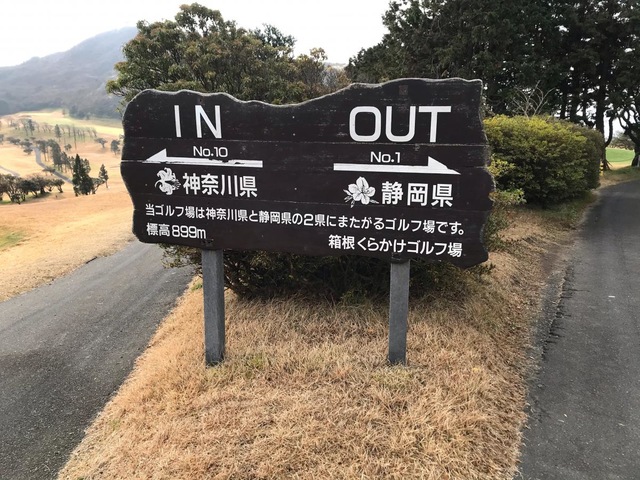 IN OUT
No.10 No.1
神奈川県 静岡県
当ゴルフ場は神奈川県と静岡県の2県にまたがるゴルフ場です。
標高899m 箱根くらかけゴルフ場